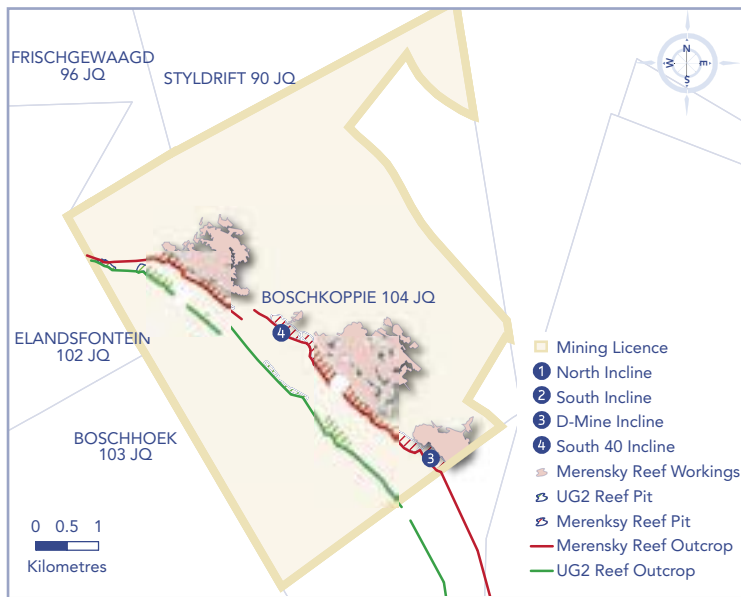 FRISCHGEWAAGD
96 JQ
STYLDRIFT 90 JQ
N
W
E
S
BOSCHKOPPIE 104 JQ
4
ELANDSFONTEIN
102 JQ
BOSCHHOEK
103 JQ
3
0 0.5 1
Kilometres
Mining Licence
1 North Incline
2 South Incline
3 D-Mine Incline
4 South 40 Incline
Merensky Reef Workings
UG2 Reef Pit
Merenksy Reef Pit
Merensky Reef Outcrop
UG2 Reef Outcrop